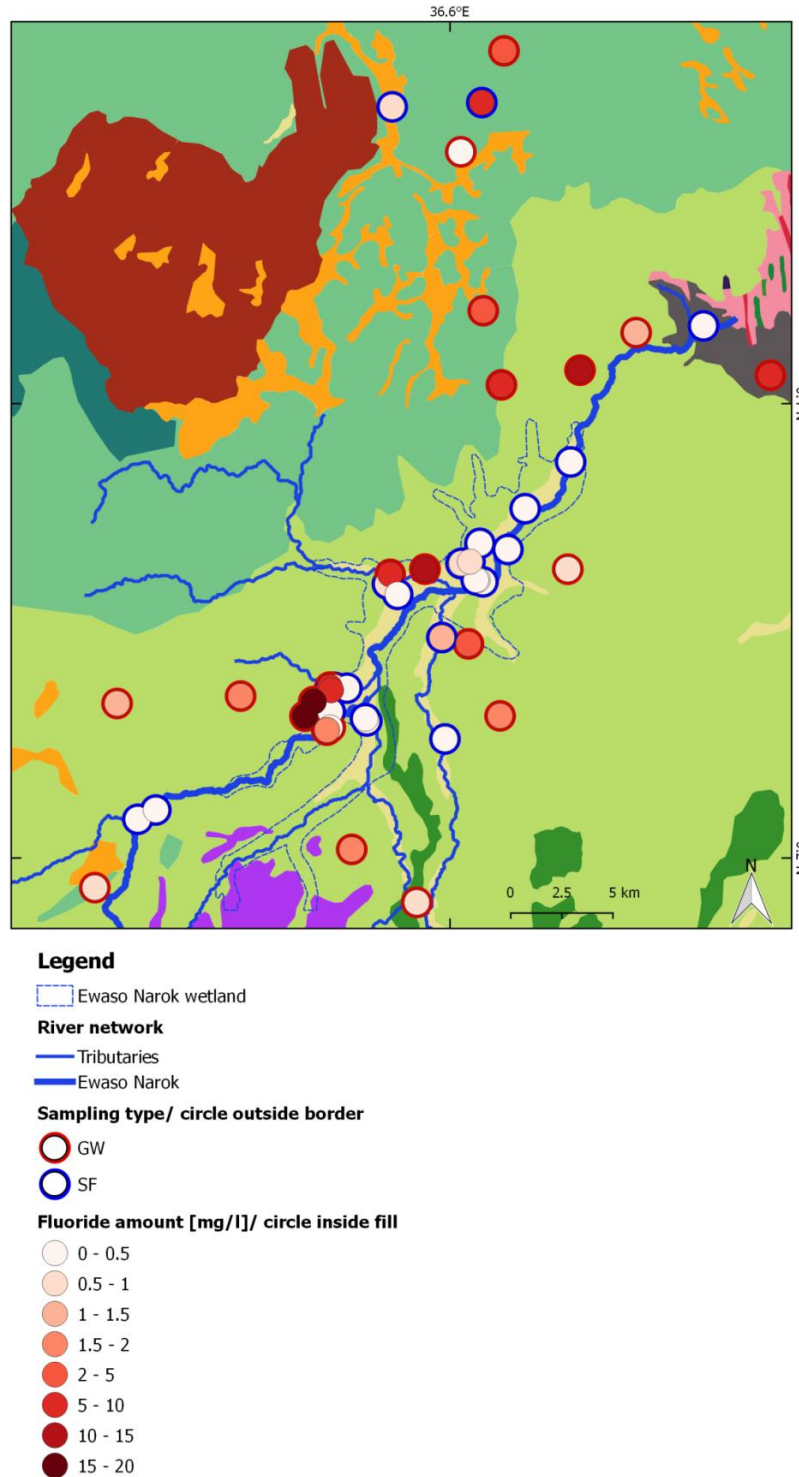 36.6°E
N
0 2.5 5 km
Legend
Ewaso Narok wetland
River network
Tributaries
Ewaso Narok
Sampling type/ circle outside border
GW
SF
Fluoride amount [mg/l]/ circle inside fill
0 - 0.5
0.5 - 1
1 - 1.5
1.5 - 2
2 - 5
5 - 10
10 - 15
15 - 20